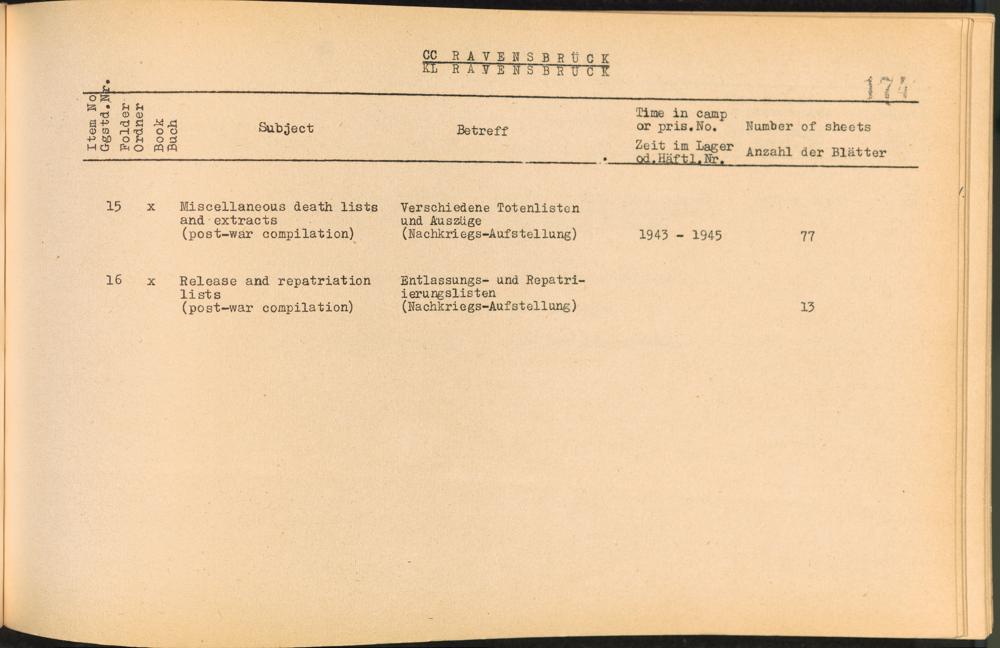 CC RAVENSBRÜCK
KL RAVENSBRÜCK
174
Item No
Ggstd.Nr.
Folder
Ordner
Book
Buch
Subject
Betreff
Time in camp
or pris.No.
Zeit im Lager
od.Häftl.Nr.
Number of sheets
Anzahl der Blätter
15 x Miscellaneous death lists Verschiedene Totenlisten
and extracts und Auszüge
(post-war compilation) (Nachkriegs-Aufstellung) 1943 - 1945 77
16 x Release and repatriation Entlassungs- und Repatri-
lists ierungslisten
(post-war compilation) (Nachkriegs-Aufstellung) 13